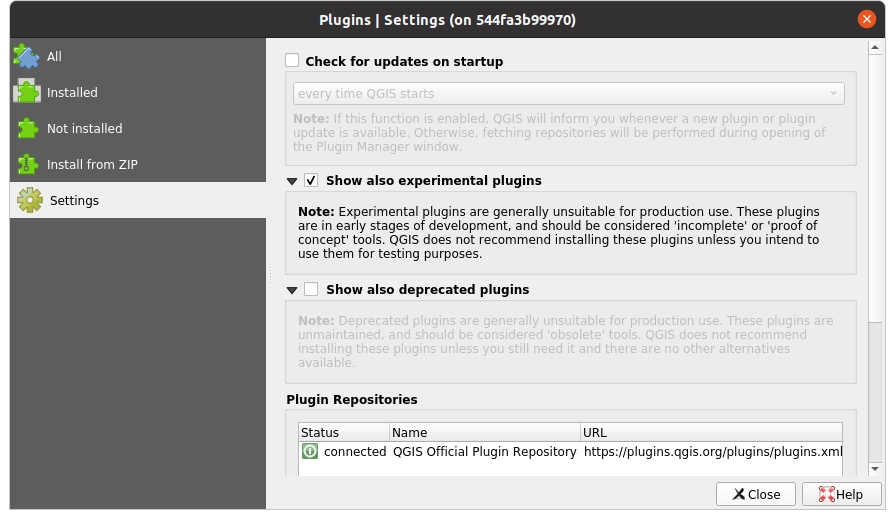 Plugins | Settings (on 544fa3b99970)
All
Installed
Not installed
Install from ZIP
Settings
Check for updates on startup
every time QGIS starts
Note: If this function is enabled, QGIS will inform you whenever a new plugin or plugin
update is available. Otherwise, fetching repositories will be performed during opening of
the Plugin Manager window.
Show also experimental plugins
Note: Experimental plugins are generally unsuitable for production use. These plugins
are in early stages of development, and should be considered 'incomplete' or 'proof of
concept' tools. QGIS does not recommend installing these plugins unless you intend to
use them for testing purposes.
Show also deprecated plugins
Note: Deprecated plugins are generally unsuitable for production use. These plugins are
unmaintained, and should be considered 'obsolete' tools. QGIS does not recommend
installing these plugins unless you still need it and there are no other alternatives
available.
Plugin Repositories
Status Name URL
connected QGIS Official Plugin Repository https://plugins.qgis.org/plugins/plugins.xml
Close Help